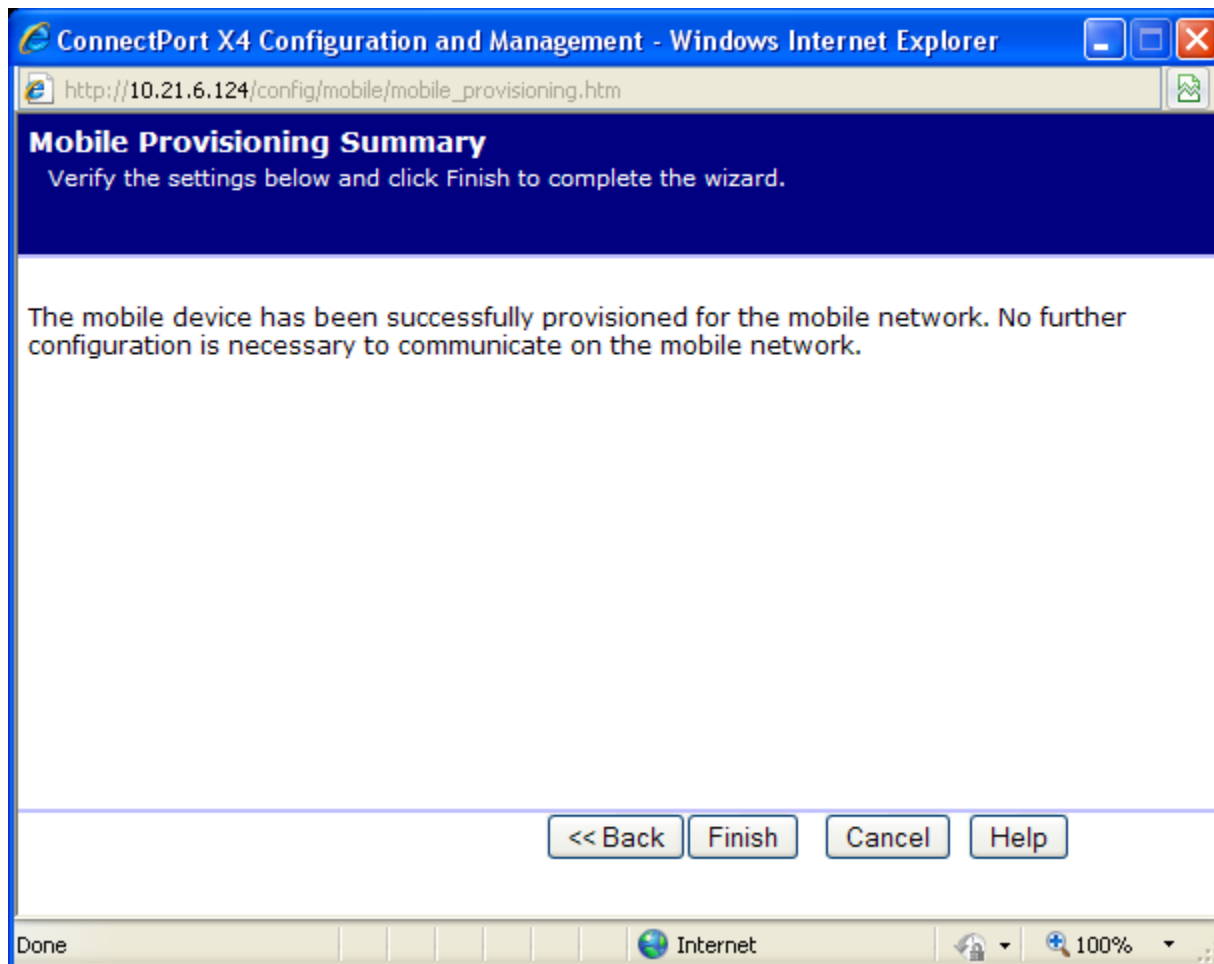 ConnectPort X4 Configuration and Management - Windows Internet Explorer
http://10.21.6.124/config/mobile/mobile_provisioning.htm
Mobile Provisioning Summary
Verify the settings below and click Finish to complete the wizard.
The mobile device has been successfully provisioned for the mobile network. No further
configuration is necessary to communicate on the mobile network.
<< Back Finish Cancel Help
Done Internet 100%